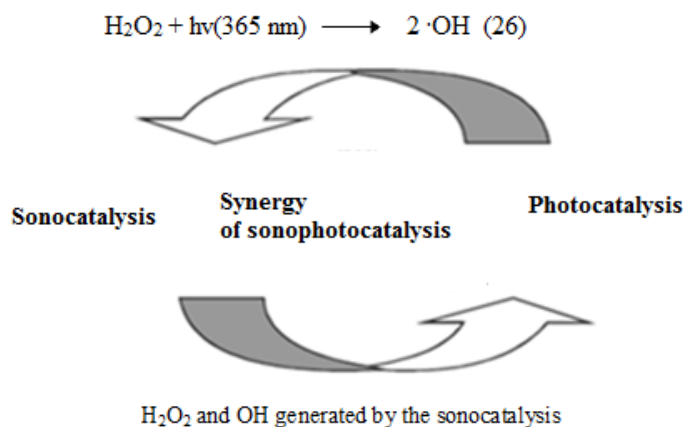 H₂O₂ + hv(365 nm) ⟶ 2 ·OH (26)
Sonocatalysis
Synergy
of sonophotocatalysis
Photocatalysis
H₂O₂ and OH generated by the sonocatalysis